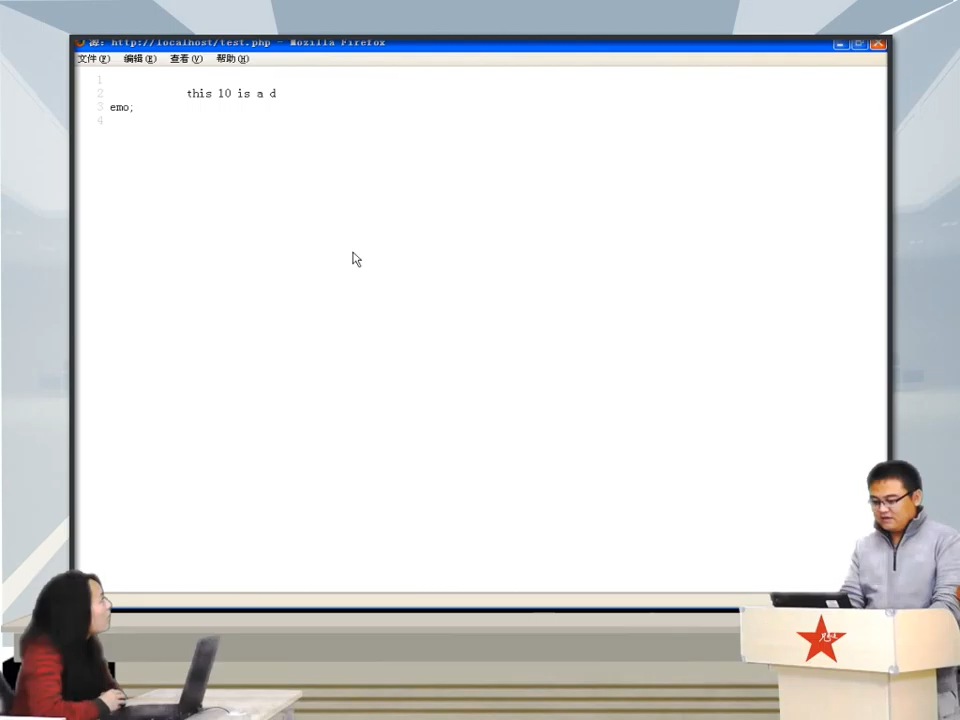 源: http://localhost/test.php - Mozilla Firefox
文件(F) 编辑(E) 查看(V) 帮助(H)
1
2 this 10 is a d
3 emo;
4